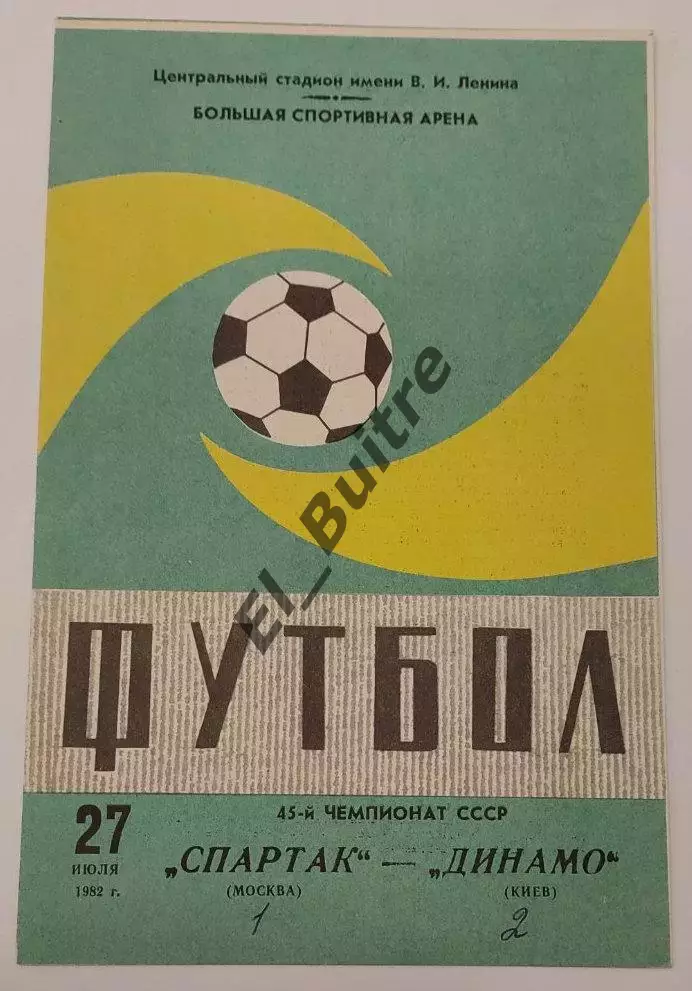 Центральный стадион имени В. И. Ленина
БОЛЬШАЯ СПОРТИВНАЯ АРЕНА
El_Buitre
ФУТБОЛ
45-й ЧЕМПИОНАТ СССР
27
ИЮЛЯ
1982 г.
„СПАРТАК“ — „ДИНАМО“
(МОСКВА) (КИЕВ)
1 2